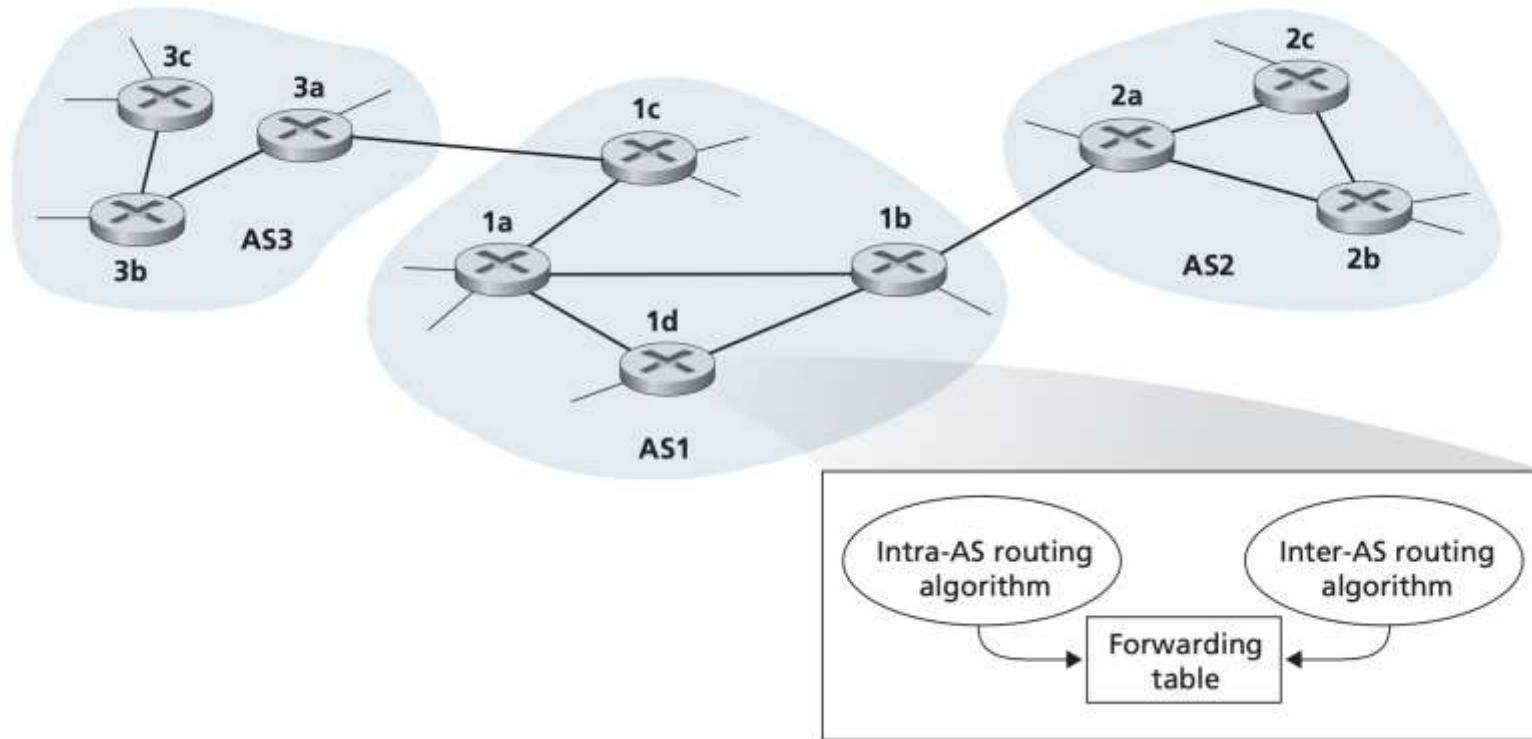 3c
3a
3b
AS3
1c
1a
1b
1d
AS1
2c
2a
2b
AS2
Intra-AS routing
algorithm
Inter-AS routing
algorithm
Forwarding
table